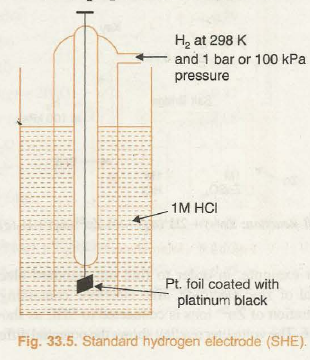 H₂ at 298 K
and 1 bar or 100 kPa
pressure
1M HCl
Pt. foil coated with
platinum black
Fig. 33.5. Standard hydrogen electrode (SHE).